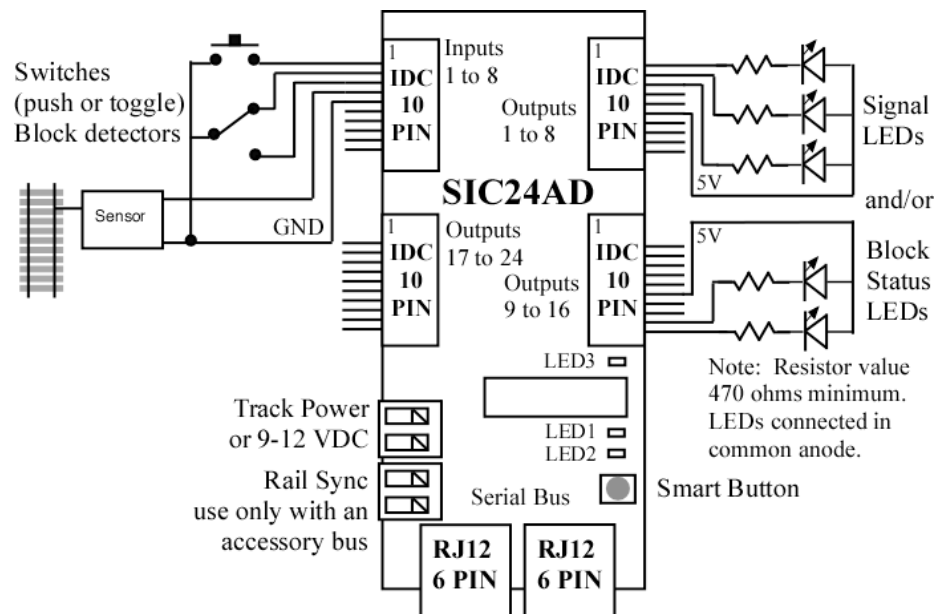 Switches
(push or toggle)
Block detectors
Sensor
GND
1
IDC
10
PIN
Inputs
1 to 8
Outputs
1 to 8
1
IDC
10
PIN
5V
Signal
LEDs
and/or
SIC24AD
1
IDC
10
PIN
Outputs
17 to 24
Outputs
9 to 16
1
IDC
10
PIN
5V
Block
Status
LEDs
Note: Resistor value
470 ohms minimum.
LEDs connected in
common anode.
LED3
LED1
LED2
Track Power
or 9-12 VDC
Rail Sync
use only with an
accessory bus
Serial Bus
Smart Button
RJ12
6 PIN
RJ12
6 PIN